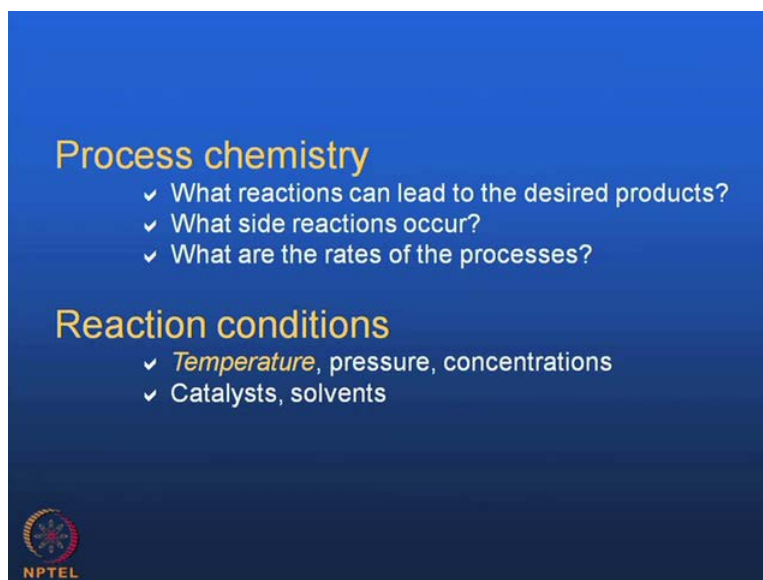 Process chemistry
✓ What reactions can lead to the desired products?
✓ What side reactions occur?
✓ What are the rates of the processes?
Reaction conditions
✓ Temperature, pressure, concentrations
✓ Catalysts, solvents
NPTEL